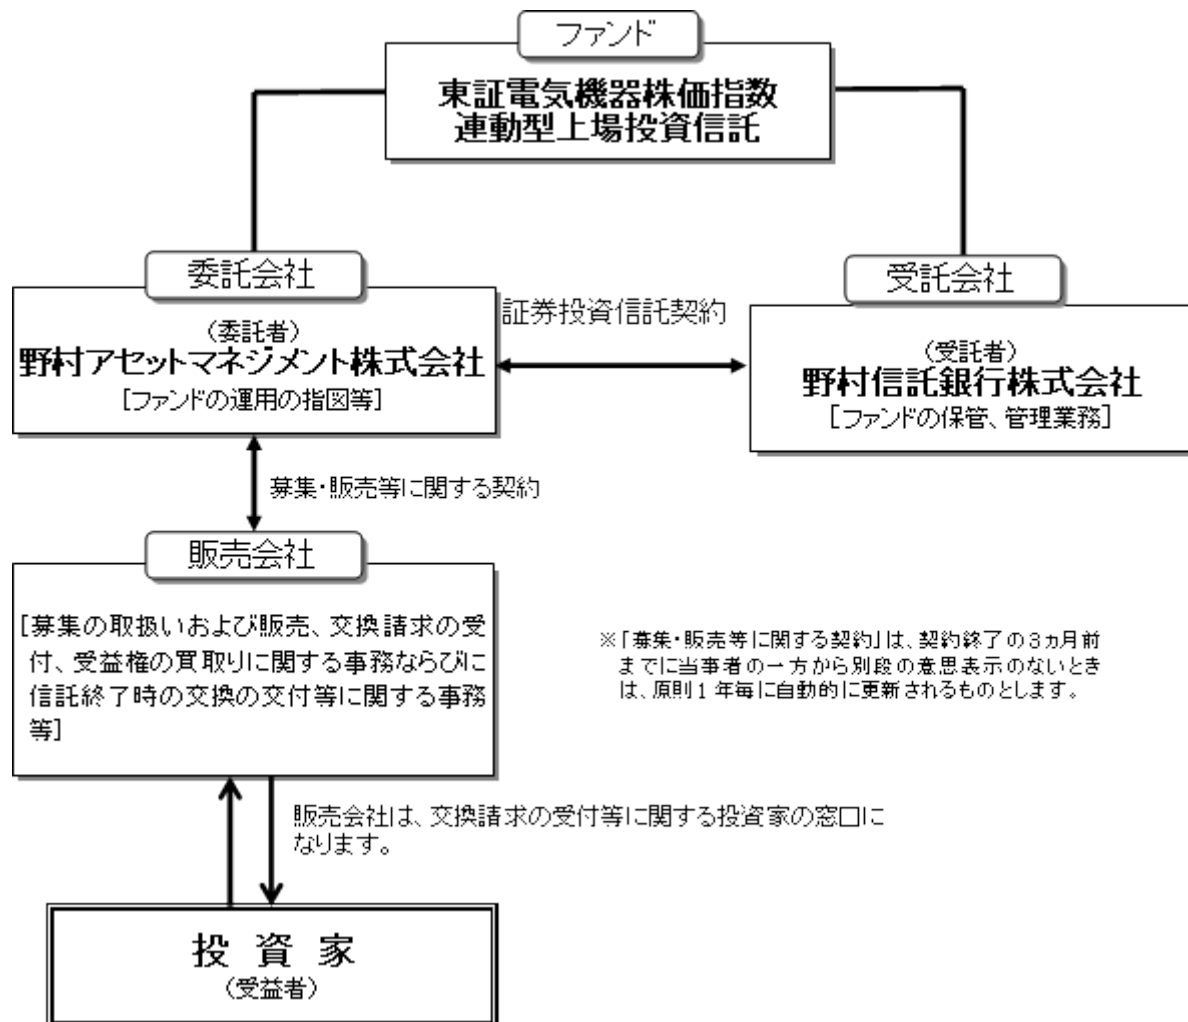 ファンド
東証電気機器株価指数
連動型上場投資信託
委託会社
(委託者)
野村アセットマネジメント株式会社
[ファンドの運用の指図等]
証券投資信託契約
受託会社
(受託者)
野村信託銀行株式会社
[ファンドの保管、管理業務]
募集・販売等に関する契約
販売会社
[募集の取扱いおよび販売、交換請求の受
付、受益権の買取りに関する事務ならびに
信託終了時の交換の交付等に関する事務
等]
※「募集・販売等に関する契約」は、契約終了の3ヵ月前
までに当事者の一方から別段の意思表示のないとき
は、原則1年毎に自動的に更新されるものとします。
販売会社は、交換請求の受付等に関する投資家の窓口に
なります。
投 資 家
(受益者)